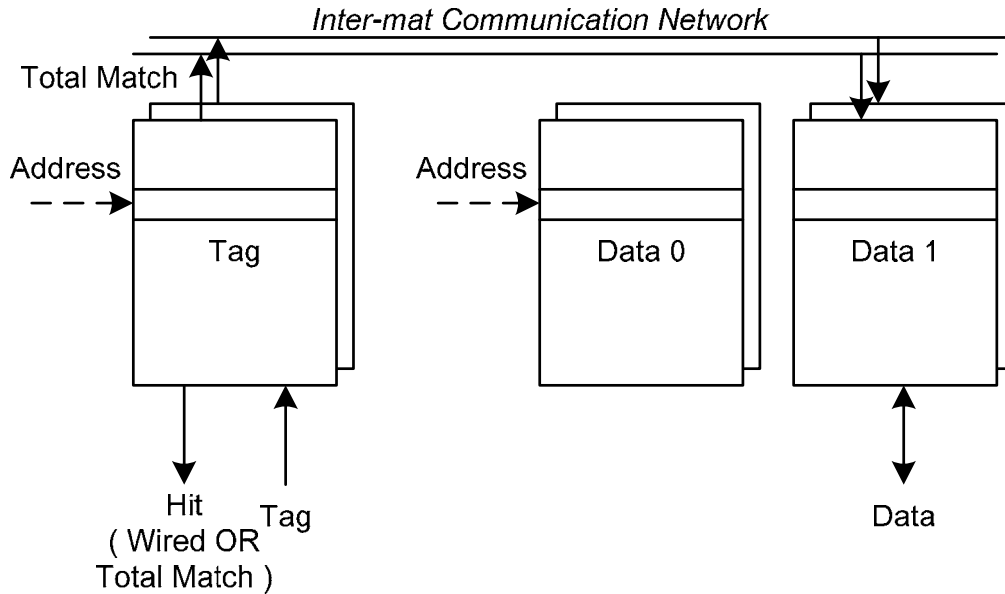 Inter-mat Communication Network
Total Match
Address
Address
Tag
Data 0
Data 1
Hit
( Wired OR
Total Match )
Tag
Data